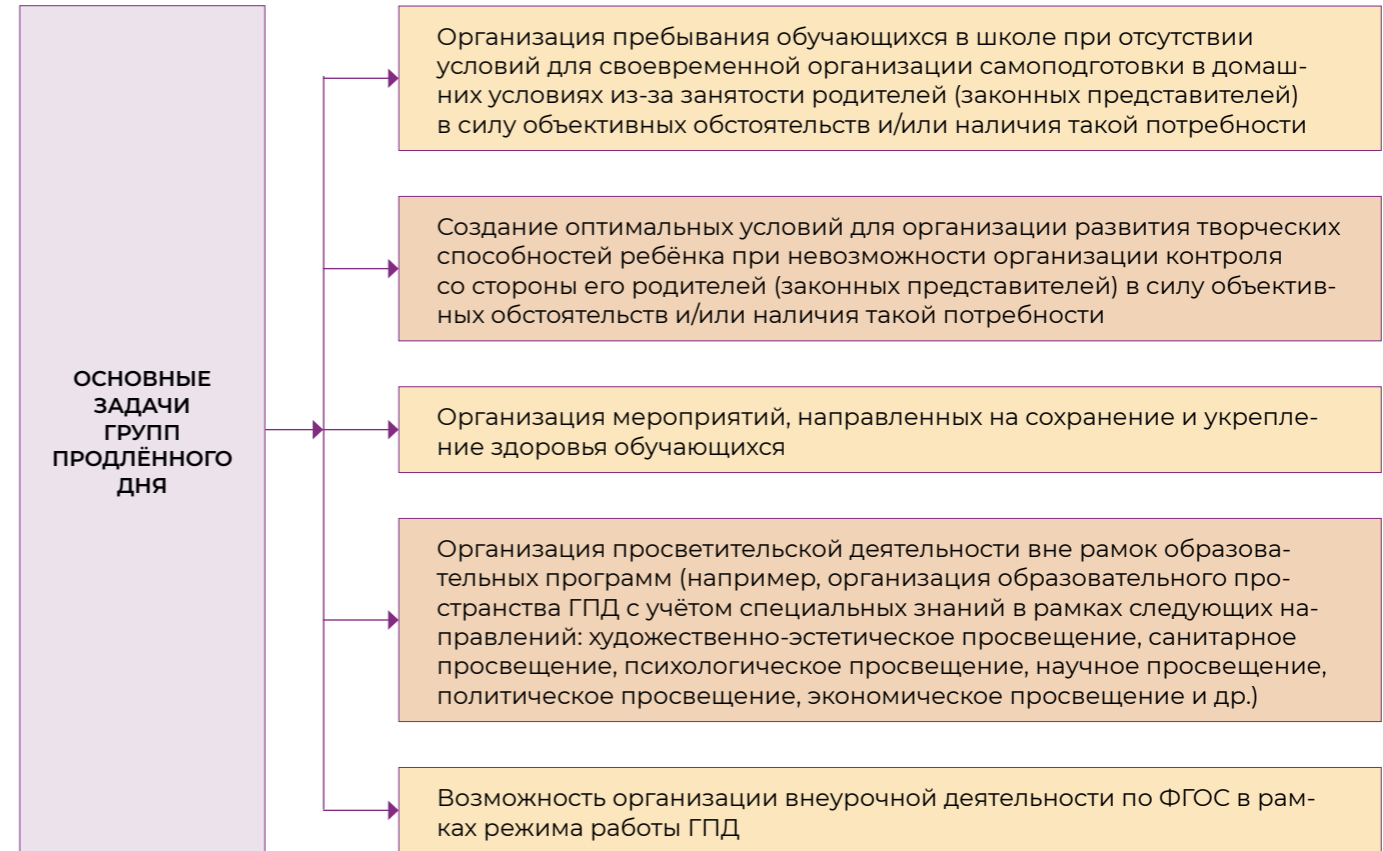 ОСНОВНЫЕ
ЗАДАЧИ
ГРУПП
ПРОДЛЁННОГО
ДНЯ
Организация пребывания обучающихся в школе при отсутствии
условий для своевременной организации самоподготовки в домаш-
них условиях из-за занятости родителей (законных представителей)
в силу объективных обстоятельств и/или наличия такой потребности
Создание оптимальных условий для организации развития творческих
способностей ребёнка при невозможности организации контроля
со стороны его родителей (законных представителей) в силу объектив-
ных обстоятельств и/или наличия такой потребности
Организация мероприятий, направленных на сохранение и укрепле-
ние здоровья обучающихся
Организация просветительской деятельности вне рамок образова-
тельных программ (например, организация образовательного про-
странства ГПД с учётом специальных знаний в рамках следующих на-
правлений: художественно-эстетическое просвещение, санитарное
просвещение, психологическое просвещение, научное просвещение,
политическое просвещение, экономическое просвещение и др.)
Возможность организации внеурочной деятельности по ФГОС в рам-
ках режима работы ГПД